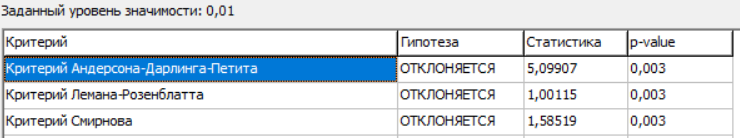 Заданный уровень значимости: 0,01
Критерий Гипотеза Статистика p-value
Критерий Андерсона-Дарлинга-Петита ОТКЛОНЯЕТСЯ 5,09907 0,003
Критерий Лемана-Розенблатта ОТКЛОНЯЕТСЯ 1,00115 0,003
Критерий Смирнова ОТКЛОНЯЕТСЯ 1,58519 0,003